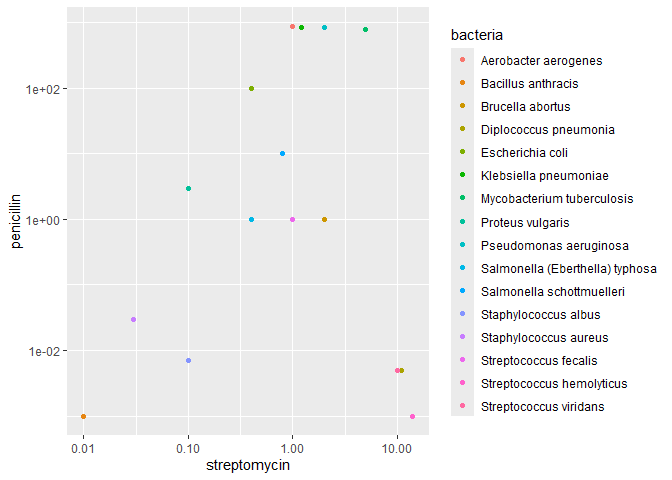 bacteria
Aerobacter aerogenes
Bacillus anthracis
Brucella abortus
Diplococcus pneumonia
Escherichia coli
Klebsiella pneumoniae
Mycobacterium tuberculosis
Proteus vulgaris
Pseudomonas aeruginosa
Salmonella (Eberthella) typhosa
Salmonella schottmuelleri
Staphylococcus albus
Staphylococcus aureus
Streptococcus fecalis
Streptococcus hemolyticus
Streptococcus viridans
penicillin
1e+02
1e+00
1e-02
0.01 0.10 1.00 10.00
streptomycin